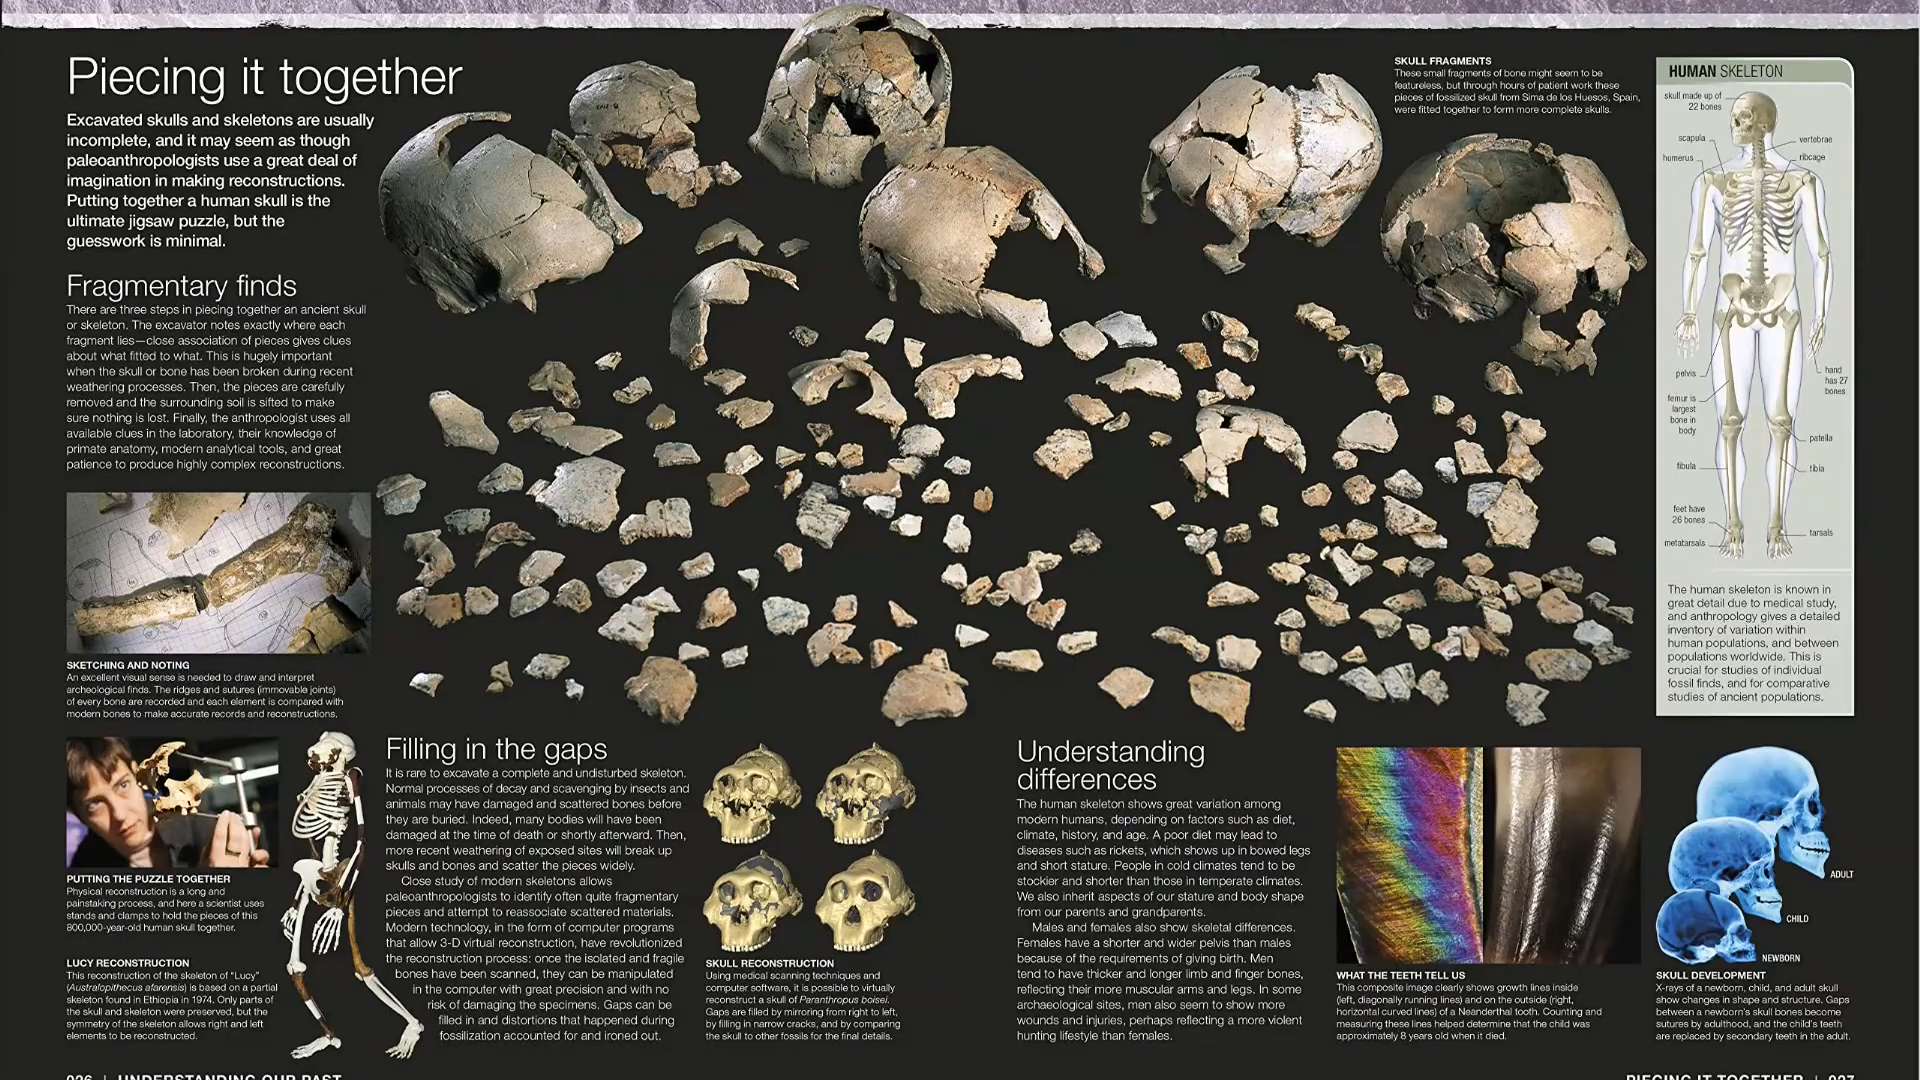 Piecing it together
Excavated skulls and skeletons are usually
incomplete, and it may seem as though
paleoanthropologists use a great deal of
imagination in making reconstructions.
Putting together a human skull is the
ultimate jigsaw puzzle, but the
guesswork is minimal.
Fragmentary finds
There are three steps in piecing together an ancient skull
or skeleton. The excavator notes exactly where each
fragment lies—close association of pieces gives clues
about what fitted to what. This is hugely important
when the skull or bone has been broken during recent
weathering processes. Then, the pieces are carefully
removed and the surrounding soil is sifted to make
sure nothing is lost. Finally, the anthropologist uses all
available clues in the laboratory, their knowledge of
primate anatomy, modern analytical tools, and great
patience to produce highly complex reconstructions.
SKETCHING AND NOTING
An excellent visual sense is needed to draw and interpret
archeological finds. The ridges and sutures (immovable joints)
of every bone are recorded and each element is compared with
modern bones to make accurate records and reconstructions.
PUTTING THE PUZZLE TOGETHER
Physical reconstruction is a long and
painstaking process, and here a scientist uses
stands and clamps to hold the pieces of this
800,000-year-old human skull together.
LUCY RECONSTRUCTION
This reconstruction of the skeleton of "Lucy"
(Australopithecus afarensis) is based on a partial
skeleton found in Ethiopia in 1974. Only parts of
the skull and skeleton were preserved, but the
symmetry of the skeleton allows right and left
elements to be reconstructed.
Filling in the gaps
It is rare to excavate a complete and undisturbed skeleton.
Normal processes of decay and scavenging by insects and
animals may have damaged and scattered bones before
they are buried. Indeed, many bodies will have been
damaged at the time of death or shortly afterward. Then,
more recent weathering of exposed sites will break up
skulls and bones and scatter the pieces widely.
Close study of modern skeletons allows
paleoanthropologists to identify often quite fragmentary
pieces and attempt to reassociate scattered materials.
Modern technology, in the form of computer programs
that allow 3-D virtual reconstruction, have revolutionized
the reconstruction process: once the isolated and fragile
bones have been scanned, they can be manipulated
in the computer with great precision and with no
risk of damaging the specimens. Gaps can be
filled in and distortions that happened during
fossilization accounted for and ironed out.
SKULL RECONSTRUCTION
Using medical scanning techniques and
computer software, it is possible to virtually
reconstruct a skull of Paranthropus boisei.
Gaps are filled by mirroring from right to left,
by filling in narrow cracks, and by comparing
the skull to other fossils for the final details.
SKULL FRAGMENTS
These small fragments of bone might seem to be
featureless, but through hours of patient work these
pieces of fossilized skull from Sima de los Huesos, Spain,
were fitted together to form more complete skulls.
Understanding
differences
The human skeleton shows great variation among
modern humans, depending on factors such as diet,
climate, history, and age. A poor diet may lead to
diseases such as rickets, which shows up in bowed legs
and short stature. People in cold climates tend to be
stockier and shorter than those in temperate climates.
We also inherit aspects of our stature and body shape
from our parents and grandparents.
Males and females also show skeletal differences.
Females have a shorter and wider pelvis than males
because of the requirements of giving birth. Men
tend to have thicker and longer limb and finger bones,
reflecting their more muscular arms and legs. In some
archaeological sites, men also seem to show more
wounds and injuries, perhaps reflecting a more violent
hunting lifestyle than females.
WHAT THE TEETH TELL US
This composite image clearly shows growth lines inside
(left, diagonally running lines) and on the outside (right,
horizontal curved lines) of a Neanderthal tooth. Counting and
measuring these lines helped determine that the child was
approximately 8 years old when it died.
HUMAN SKELETON
skull made up of
22 bones
scapula
vertebrae
humerus
ribcage
pelvis
hand
has 27
bones
femur is
largest
bone in
body
patella
fibula
tibia
feet have
26 bones
tarsals
metatarsals
The human skeleton is known in
great detail due to medical study,
and anthropology gives a detailed
inventory of variation within
human populations, and between
populations worldwide. This is
crucial for studies of individual
fossil finds, and for comparative
studies of ancient populations.
ADULT
CHILD
NEWBORN
SKULL DEVELOPMENT
X-rays of a newborn, child, and adult skull
show changes in shape and structure. Gaps
between a newborn's skull bones become
sutures by adulthood, and the child's teeth
are replaced by secondary teeth in the adult.
026 | UNDERSTANDING OUR PAST
PIECING IT TOGETHER | 027